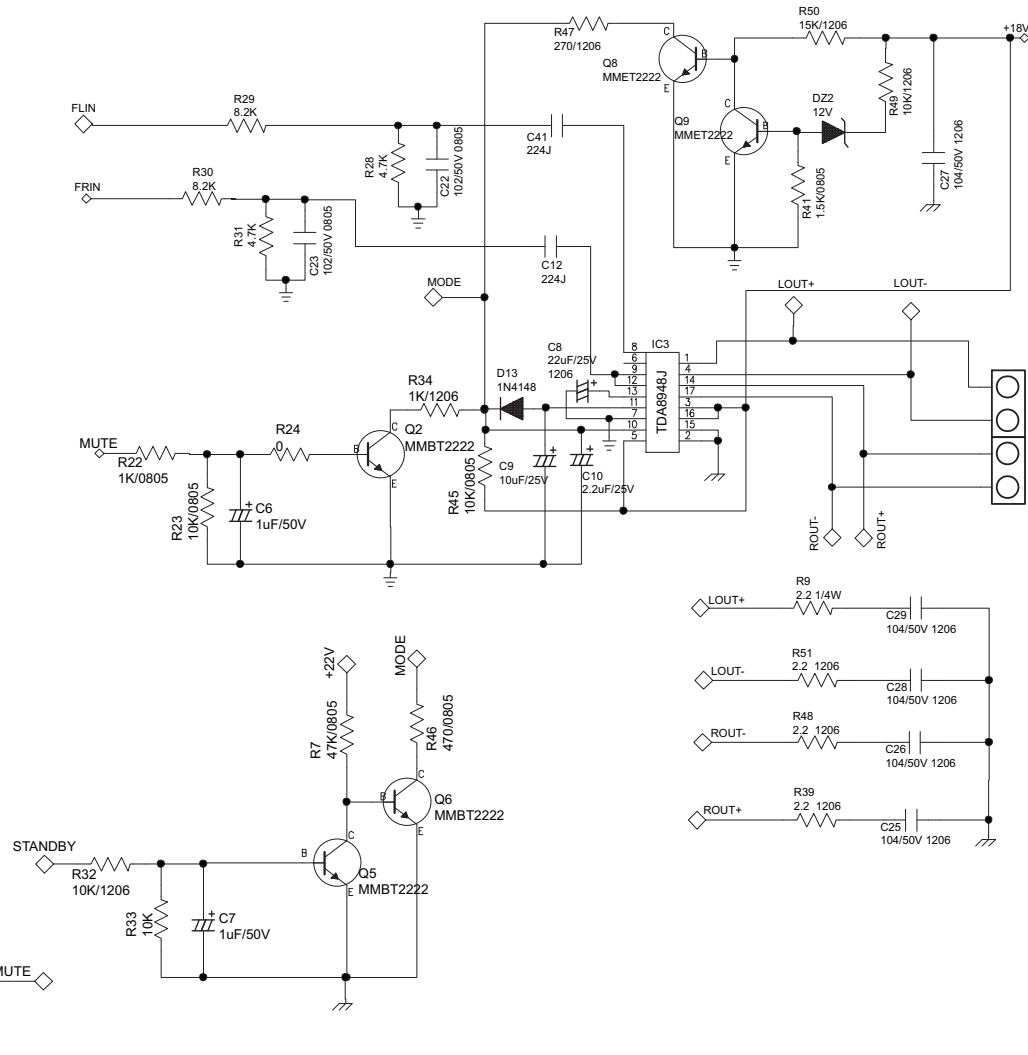 R50
15K/1206
+18V
C
R47
270/1206
B
Q8
MMET2222
E
R49
10K/1206
DZ2
12V
C
Q9
MMET2222
B
E
R41
1.5K/0805
C27
104/50V 1206
FLIN
R29
8.2K
C41
224J
R28
4.7K
C22
102/50V 0805
FRIN
R30
8.2K
R31
4.7K
C23
102/50V 0805
C12
224J
MODE
LOUT+
LOUT-
IC3
TDA8948J
8
6
9
12
13
11
7
10
5
1
4
14
17
3
16
15
2
C8
22uF/25V
1206
+
D13
1N4148
R34
1K/1206
C
Q2
MMBT2222
B
E
R24
0
MUTE
R22
1K/0805
R23
10K/0805
+
C6
1uF/50V
R45
10K/0805
C9
10uF/25V
C10
2.2uF/25V
ROUT-
ROUT+
LOUT+
R9
2.2 1/4W
C29
104/50V 1206
LOUT-
R51
2.2 1206
C28
104/50V 1206
ROUT-
R48
2.2 1206
C26
104/50V 1206
ROUT+
R39
2.2 1206
C25
104/50V 1206
+22V
MODE
R7
47K/0805
R46
470/0805
C
B
Q6
MMBT2222
E
C
B
Q5
MMBT2222
E
STANDBY
R32
10K/1206
R33
10K
+
C7
1uF/50V
MUTE